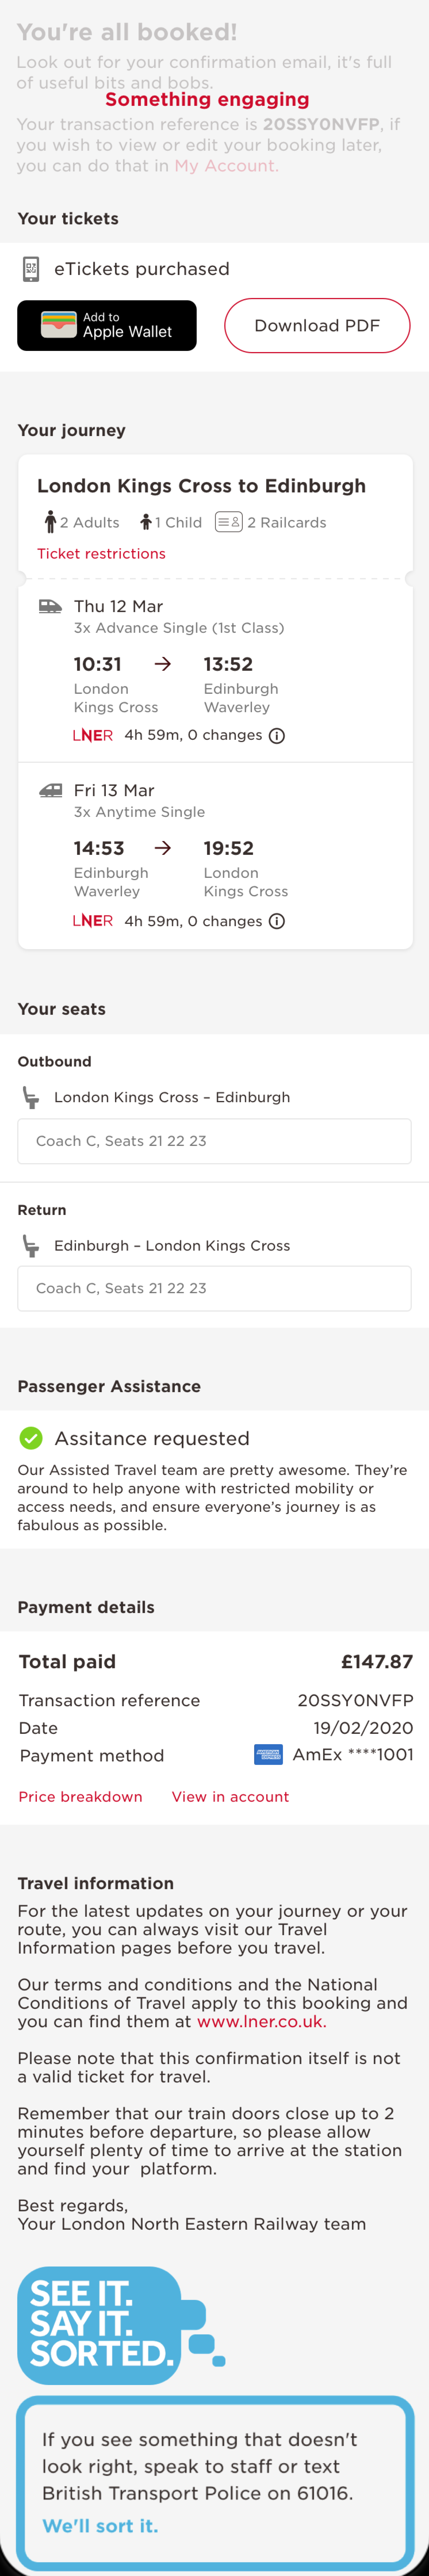 You're all booked!
Look out for your confirmation email, it's full
of useful bits and bobs.
Something engaging
Your transaction reference is 20SSY0NVFP, if
you wish to view or edit your booking later,
you can do that in My Account.
Your tickets
eTickets purchased
Add to
Apple Wallet
Download PDF
Your journey
London Kings Cross to Edinburgh
2 Adults 1 Child 2 Railcards
Ticket restrictions
Thu 12 Mar
3x Advance Single (1st Class)
10:31 → 13:52
London Edinburgh
Kings Cross Waverley
LNER 4h 59m, 0 changes
Fri 13 Mar
3x Anytime Single
14:53 → 19:52
Edinburgh London
Waverley Kings Cross
LNER 4h 59m, 0 changes
Your seats
Outbound
London Kings Cross – Edinburgh
Coach C, Seats 21 22 23
Return
Edinburgh – London Kings Cross
Coach C, Seats 21 22 23
Passenger Assistance
Assitance requested
Our Assisted Travel team are pretty awesome. They're
around to help anyone with restricted mobility or
access needs, and ensure everyone's journey is as
fabulous as possible.
Payment details
Total paid £147.87
Transaction reference 20SSY0NVFP
Date 19/02/2020
Payment method AmEx ****1001
Price breakdown View in account
Travel information
For the latest updates on your journey or your
route, you can always visit our Travel
Information pages before you travel.
Our terms and conditions and the National
Conditions of Travel apply to this booking and
you can find them at www.lner.co.uk.
Please note that this confirmation itself is not
a valid ticket for travel.
Remember that our train doors close up to 2
minutes before departure, so please allow
yourself plenty of time to arrive at the station
and find your platform.
Best regards,
Your London North Eastern Railway team
SEE IT.
SAY IT.
SORTED.
If you see something that doesn't
look right, speak to staff or text
British Transport Police on 61016.
We'll sort it.